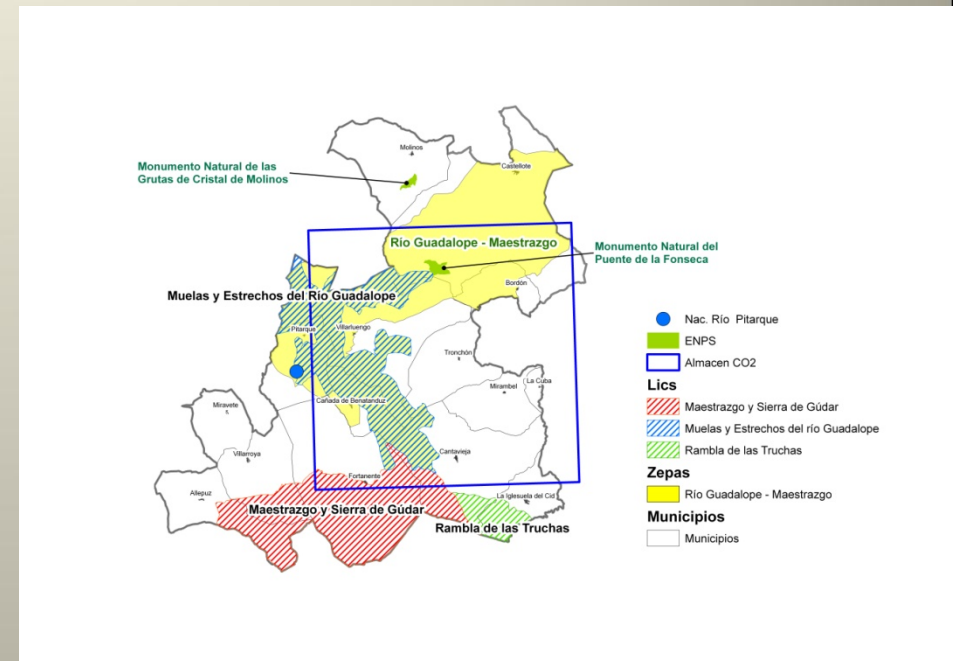 Molinos
Monumento Natural de las
Grutas de Cristal de Molinos
Castellote
Río Guadalope - Maestrazgo
Monumento Natural del
Puente de la Fonseca
Bordón
Muelas y Estrechos del Río Guadalope
Pitarque
Villarluengo
Tronchón
Mirambel
La Cuba
Cañada de Benatanduz
Miravete
Villarroya
Cantavieja
Fortanente
Allepuz
La Iglesuela del Cid
Maestrazgo y Sierra de Gúdar
Rambla de las Truchas
Nac. Río Pitarque
ENPS
Almacen CO2
Lics
Maestrazgo y Sierra de Gúdar
Muelas y Estrechos del río Guadalope
Rambla de las Truchas
Zepas
Río Guadalope - Maestrazgo
Municipios
Municipios